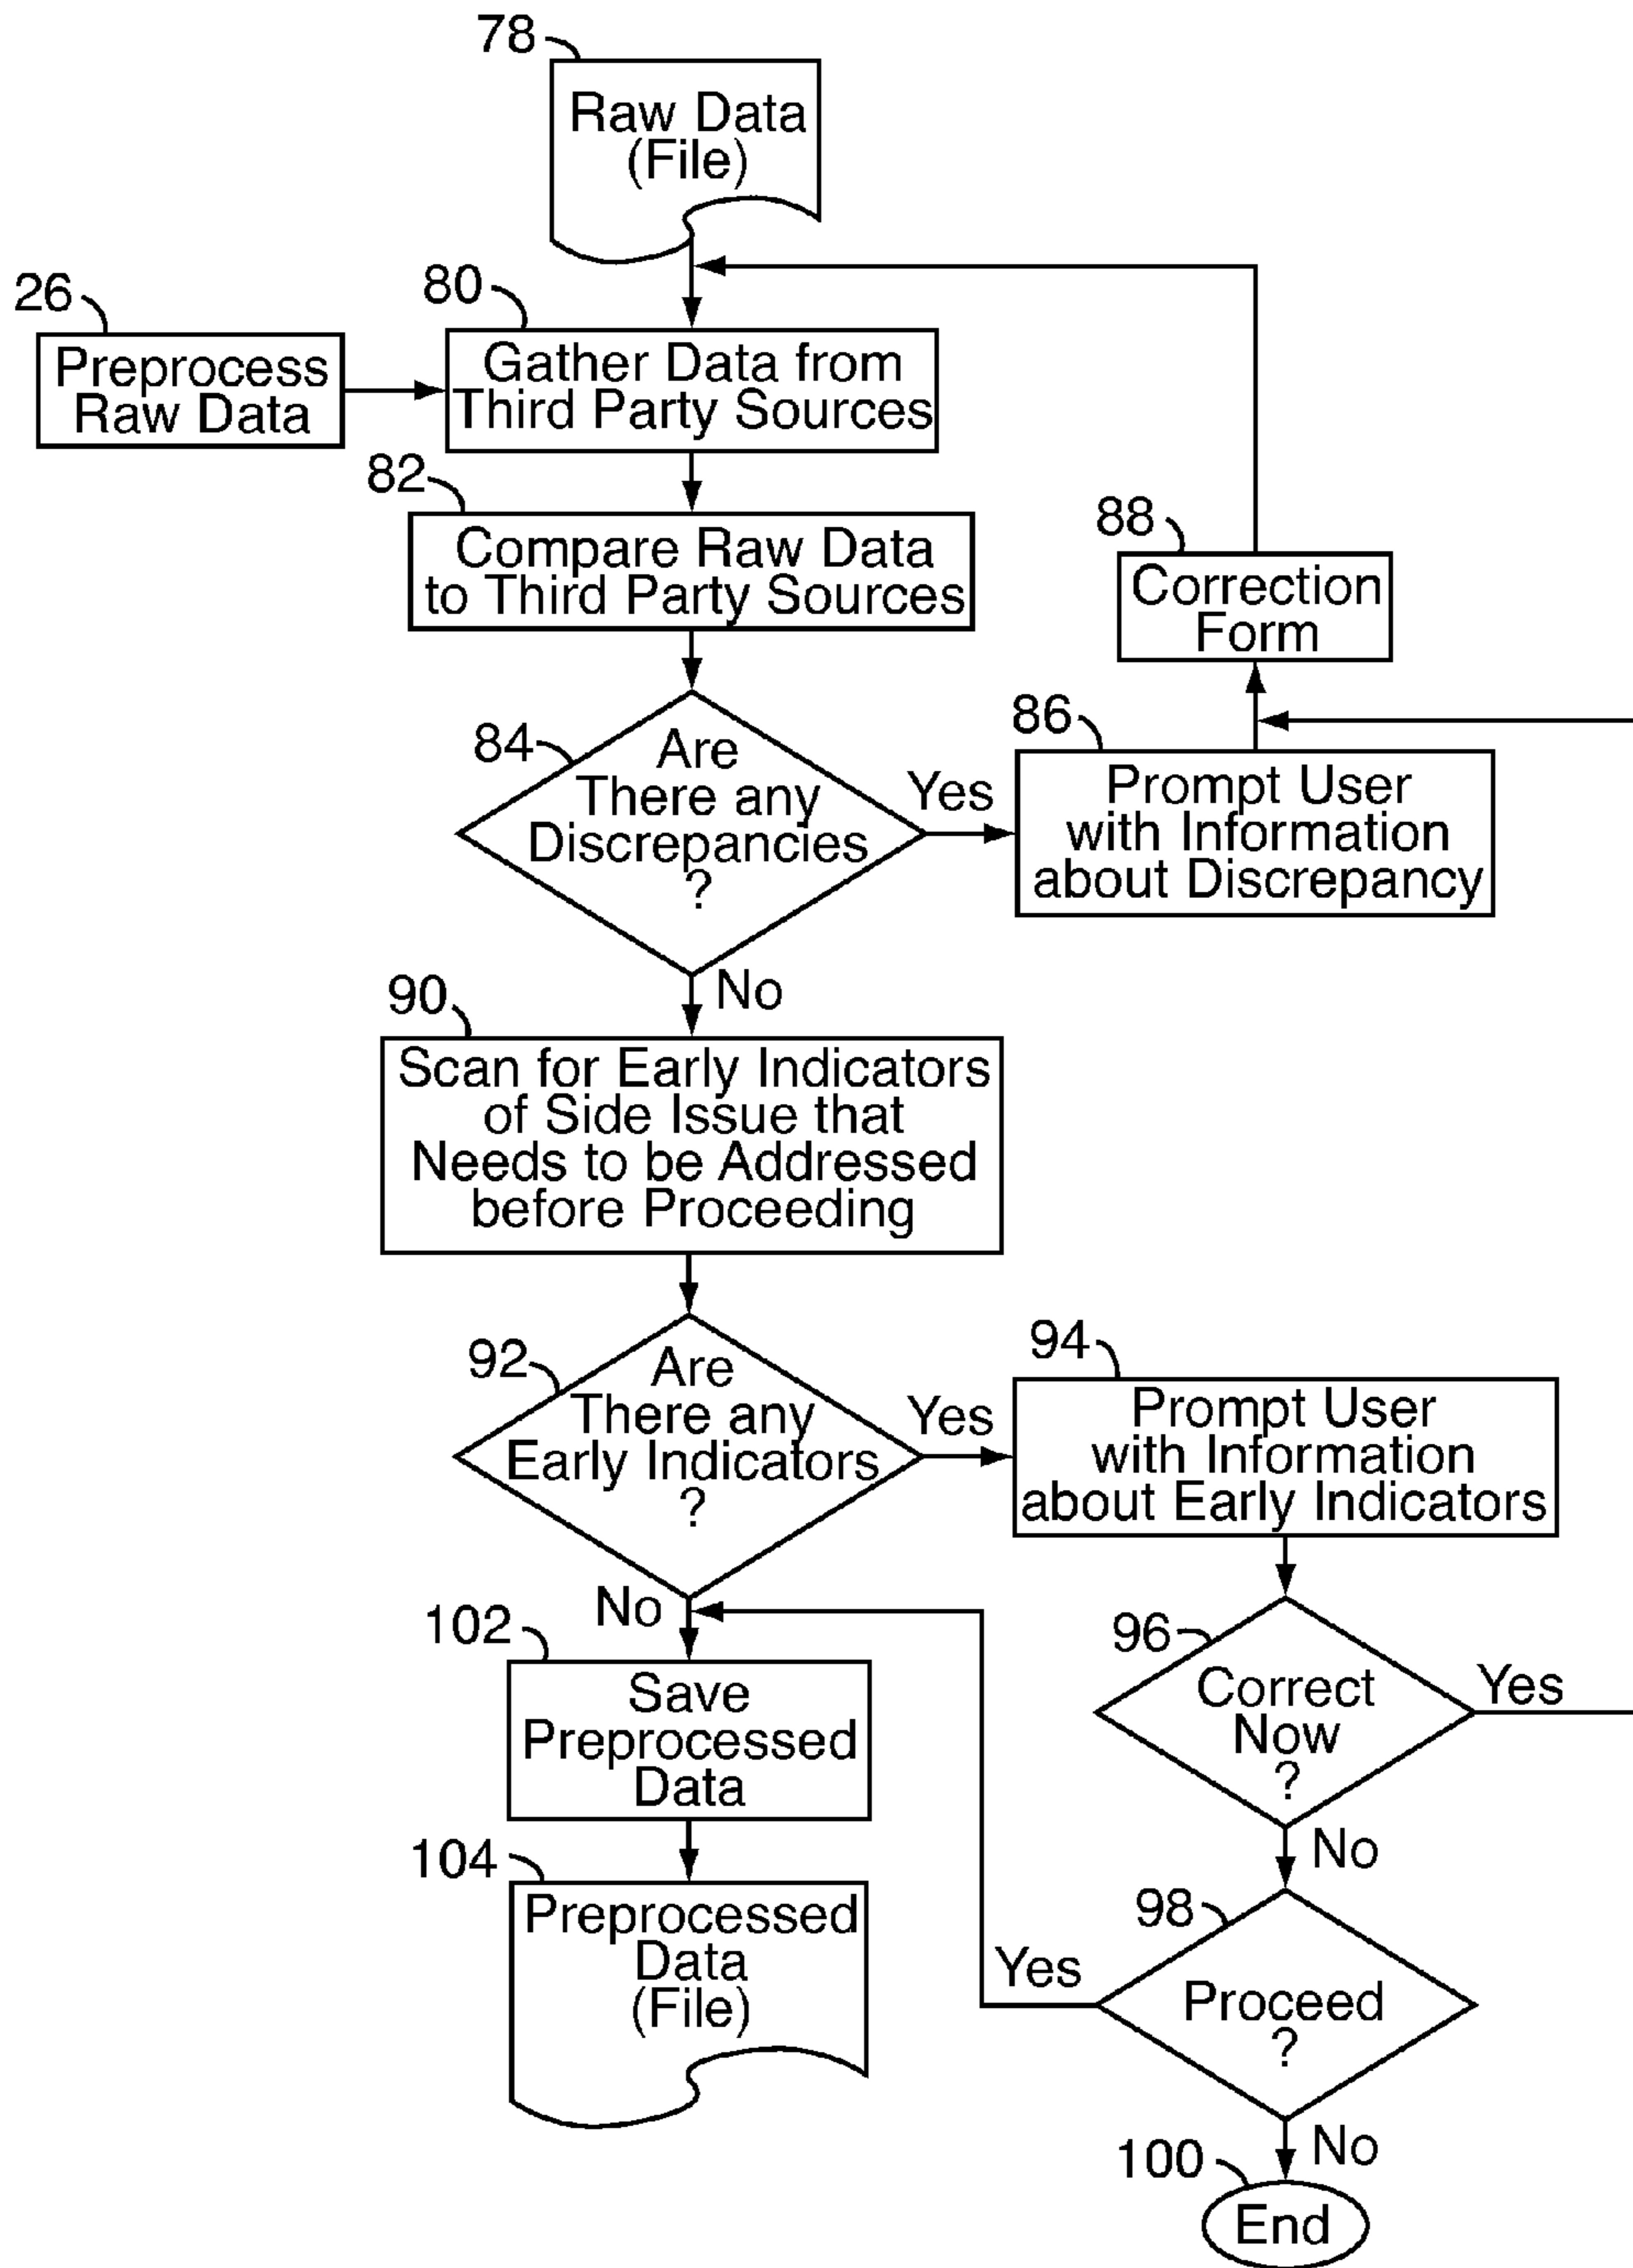 78
Raw Data
(File)
26
Preprocess
Raw Data
80
Gather Data from
Third Party Sources
82
Compare Raw Data
to Third Party Sources
88
Correction
Form
84
Are
There any
Discrepancies
?
Yes
86
Prompt User
with Information
about Discrepancy
No
90
Scan for Early Indicators
of Side Issue that
Needs to be Addressed
before Proceeding
92
Are
There any
Early Indicators
?
Yes
94
Prompt User
with Information
about Early Indicators
No
102
Save
Preprocessed
Data
96
Correct
Now
?
Yes
No
104
Preprocessed
Data
(File)
98
Proceed
?
Yes
No
100
End